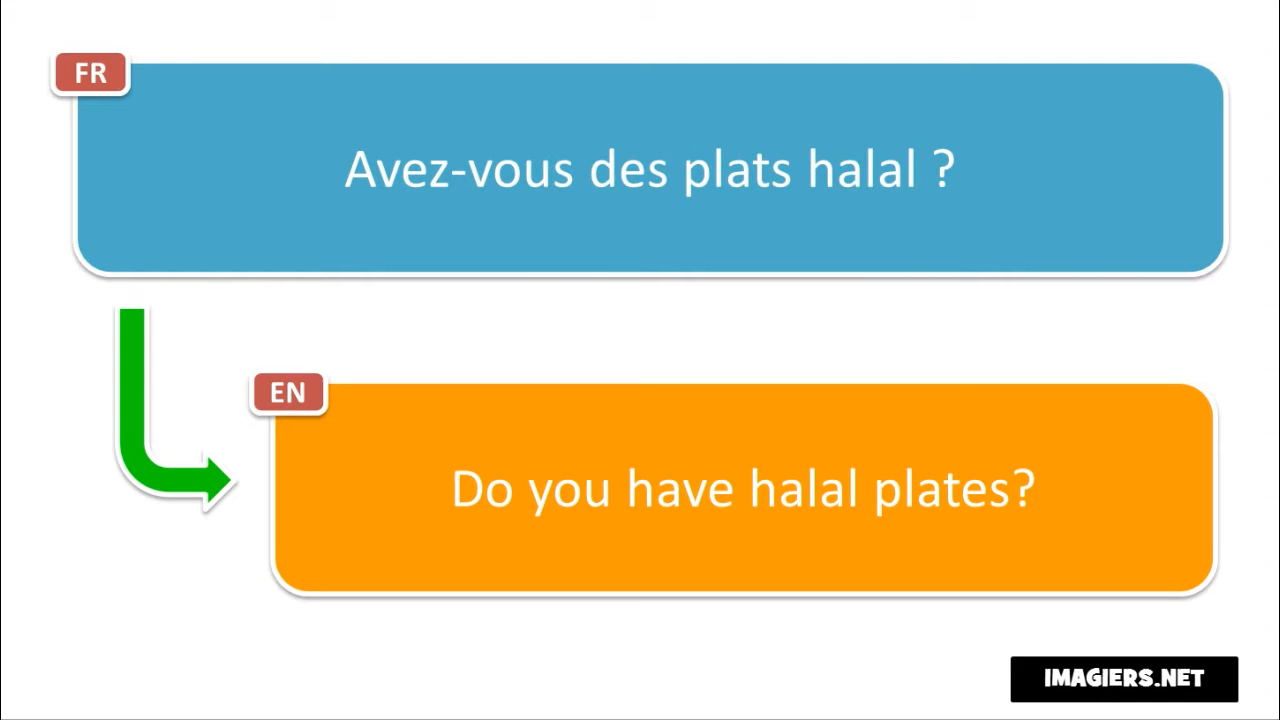 FR
Avez-vous des plats halal ?
EN
Do you have halal plates?
IMAGIERS.NET